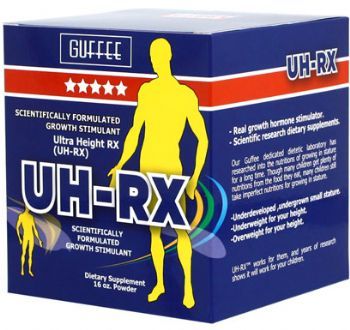 GUFFEE
SCIENTIFICALLY FORMULATED
GROWTH STIMULANT
Ultra Height RX
(UH-RX)
UH-RX
SCIENTIFICALLY
FORMULATED
GROWTH STIMULANT
Dietary Supplement
16 oz. Powder
UH-RX
- Real growth hormone stimulator.
- Scientific research dietary supplements.
Our Guffee dedicated dietetic laboratory has
researched into the nutritions of growing in nature
for a long time. Though many children get plenty of
nutritions from the food they eat, many children still
take imperfect nutritions for growing in stature.
-Underdeveloped ,undergrown small stature.
-Underweight for your height.
-Overweight for your height.
UH-RX™ works for them, and years of research
shows it will work for your children.